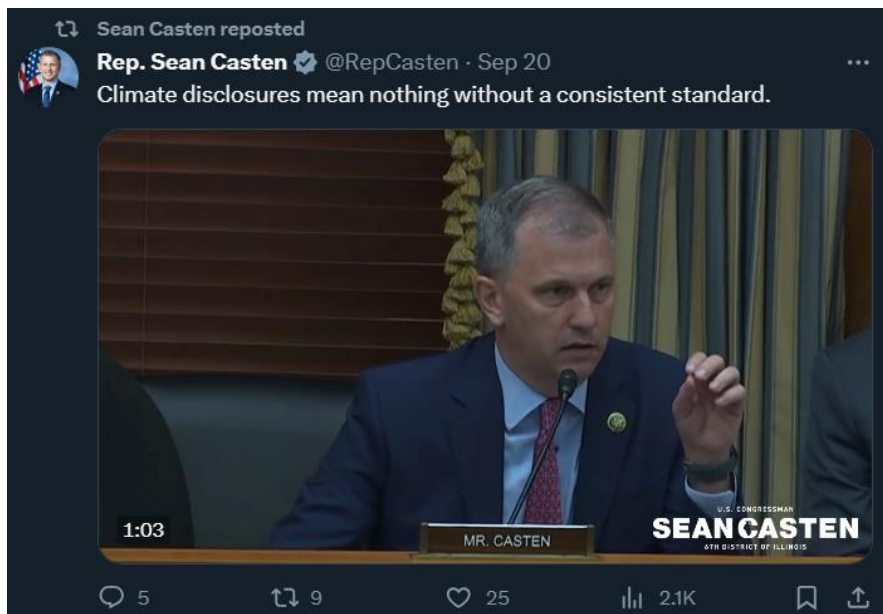 Sean Casten reposted
Rep. Sean Casten @RepCasten · Sep 20
Climate disclosures mean nothing without a consistent standard.
1:03
MR. CASTEN
U.S. CONGRESSMAN
SEAN CASTEN
6TH DISTRICT OF ILLINOIS
5 9 25 2.1K